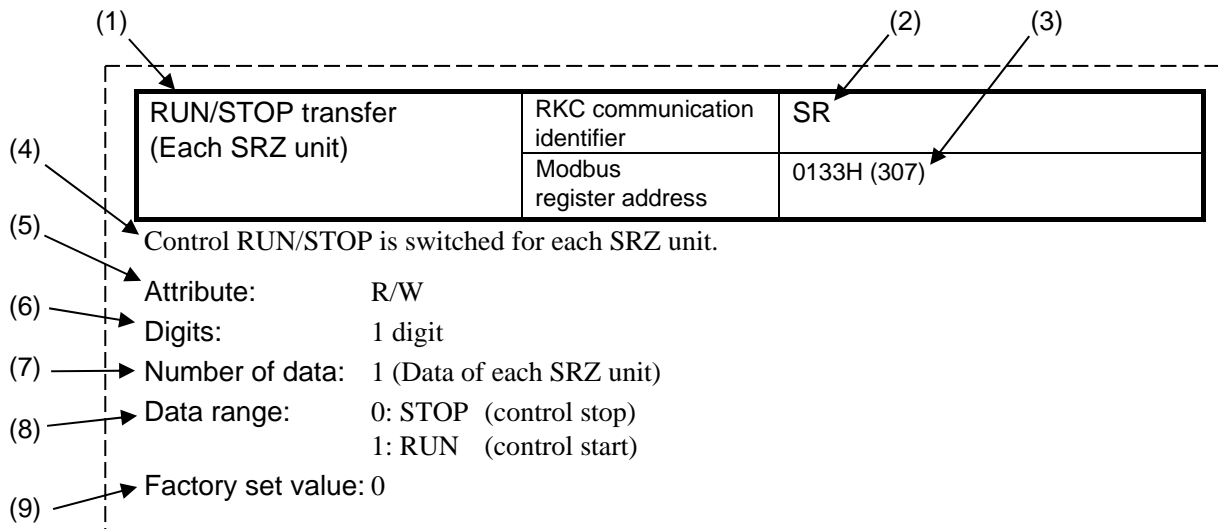 (1)
(2)
(3)
RUN/STOP transfer
(Each SRZ unit)
RKC communication
identifier
SR
Modbus
register address
0133H (307)
(4)
Control RUN/STOP is switched for each SRZ unit.
(5)
Attribute: R/W
(6)
Digits: 1 digit
(7)
Number of data: 1 (Data of each SRZ unit)
(8)
Data range: 0: STOP (control stop)
1: RUN (control start)
(9)
Factory set value: 0